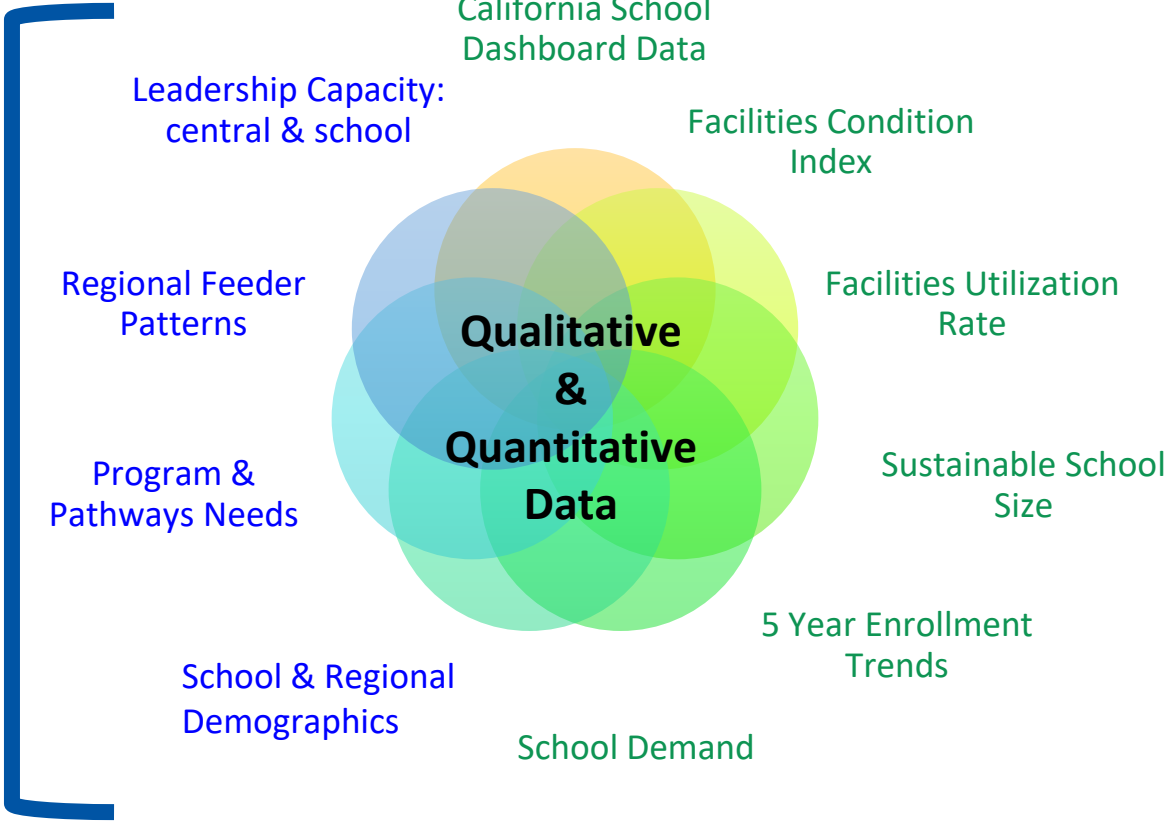 California School
Dashboard Data
Leadership Capacity:
central & school
Facilities Condition
Index
Regional Feeder
Patterns
Facilities Utilization
Rate
Qualitative
&
Quantitative
Data
Program &
Pathways Needs
Sustainable School
Size
5 Year Enrollment
Trends
School & Regional
Demographics
School Demand